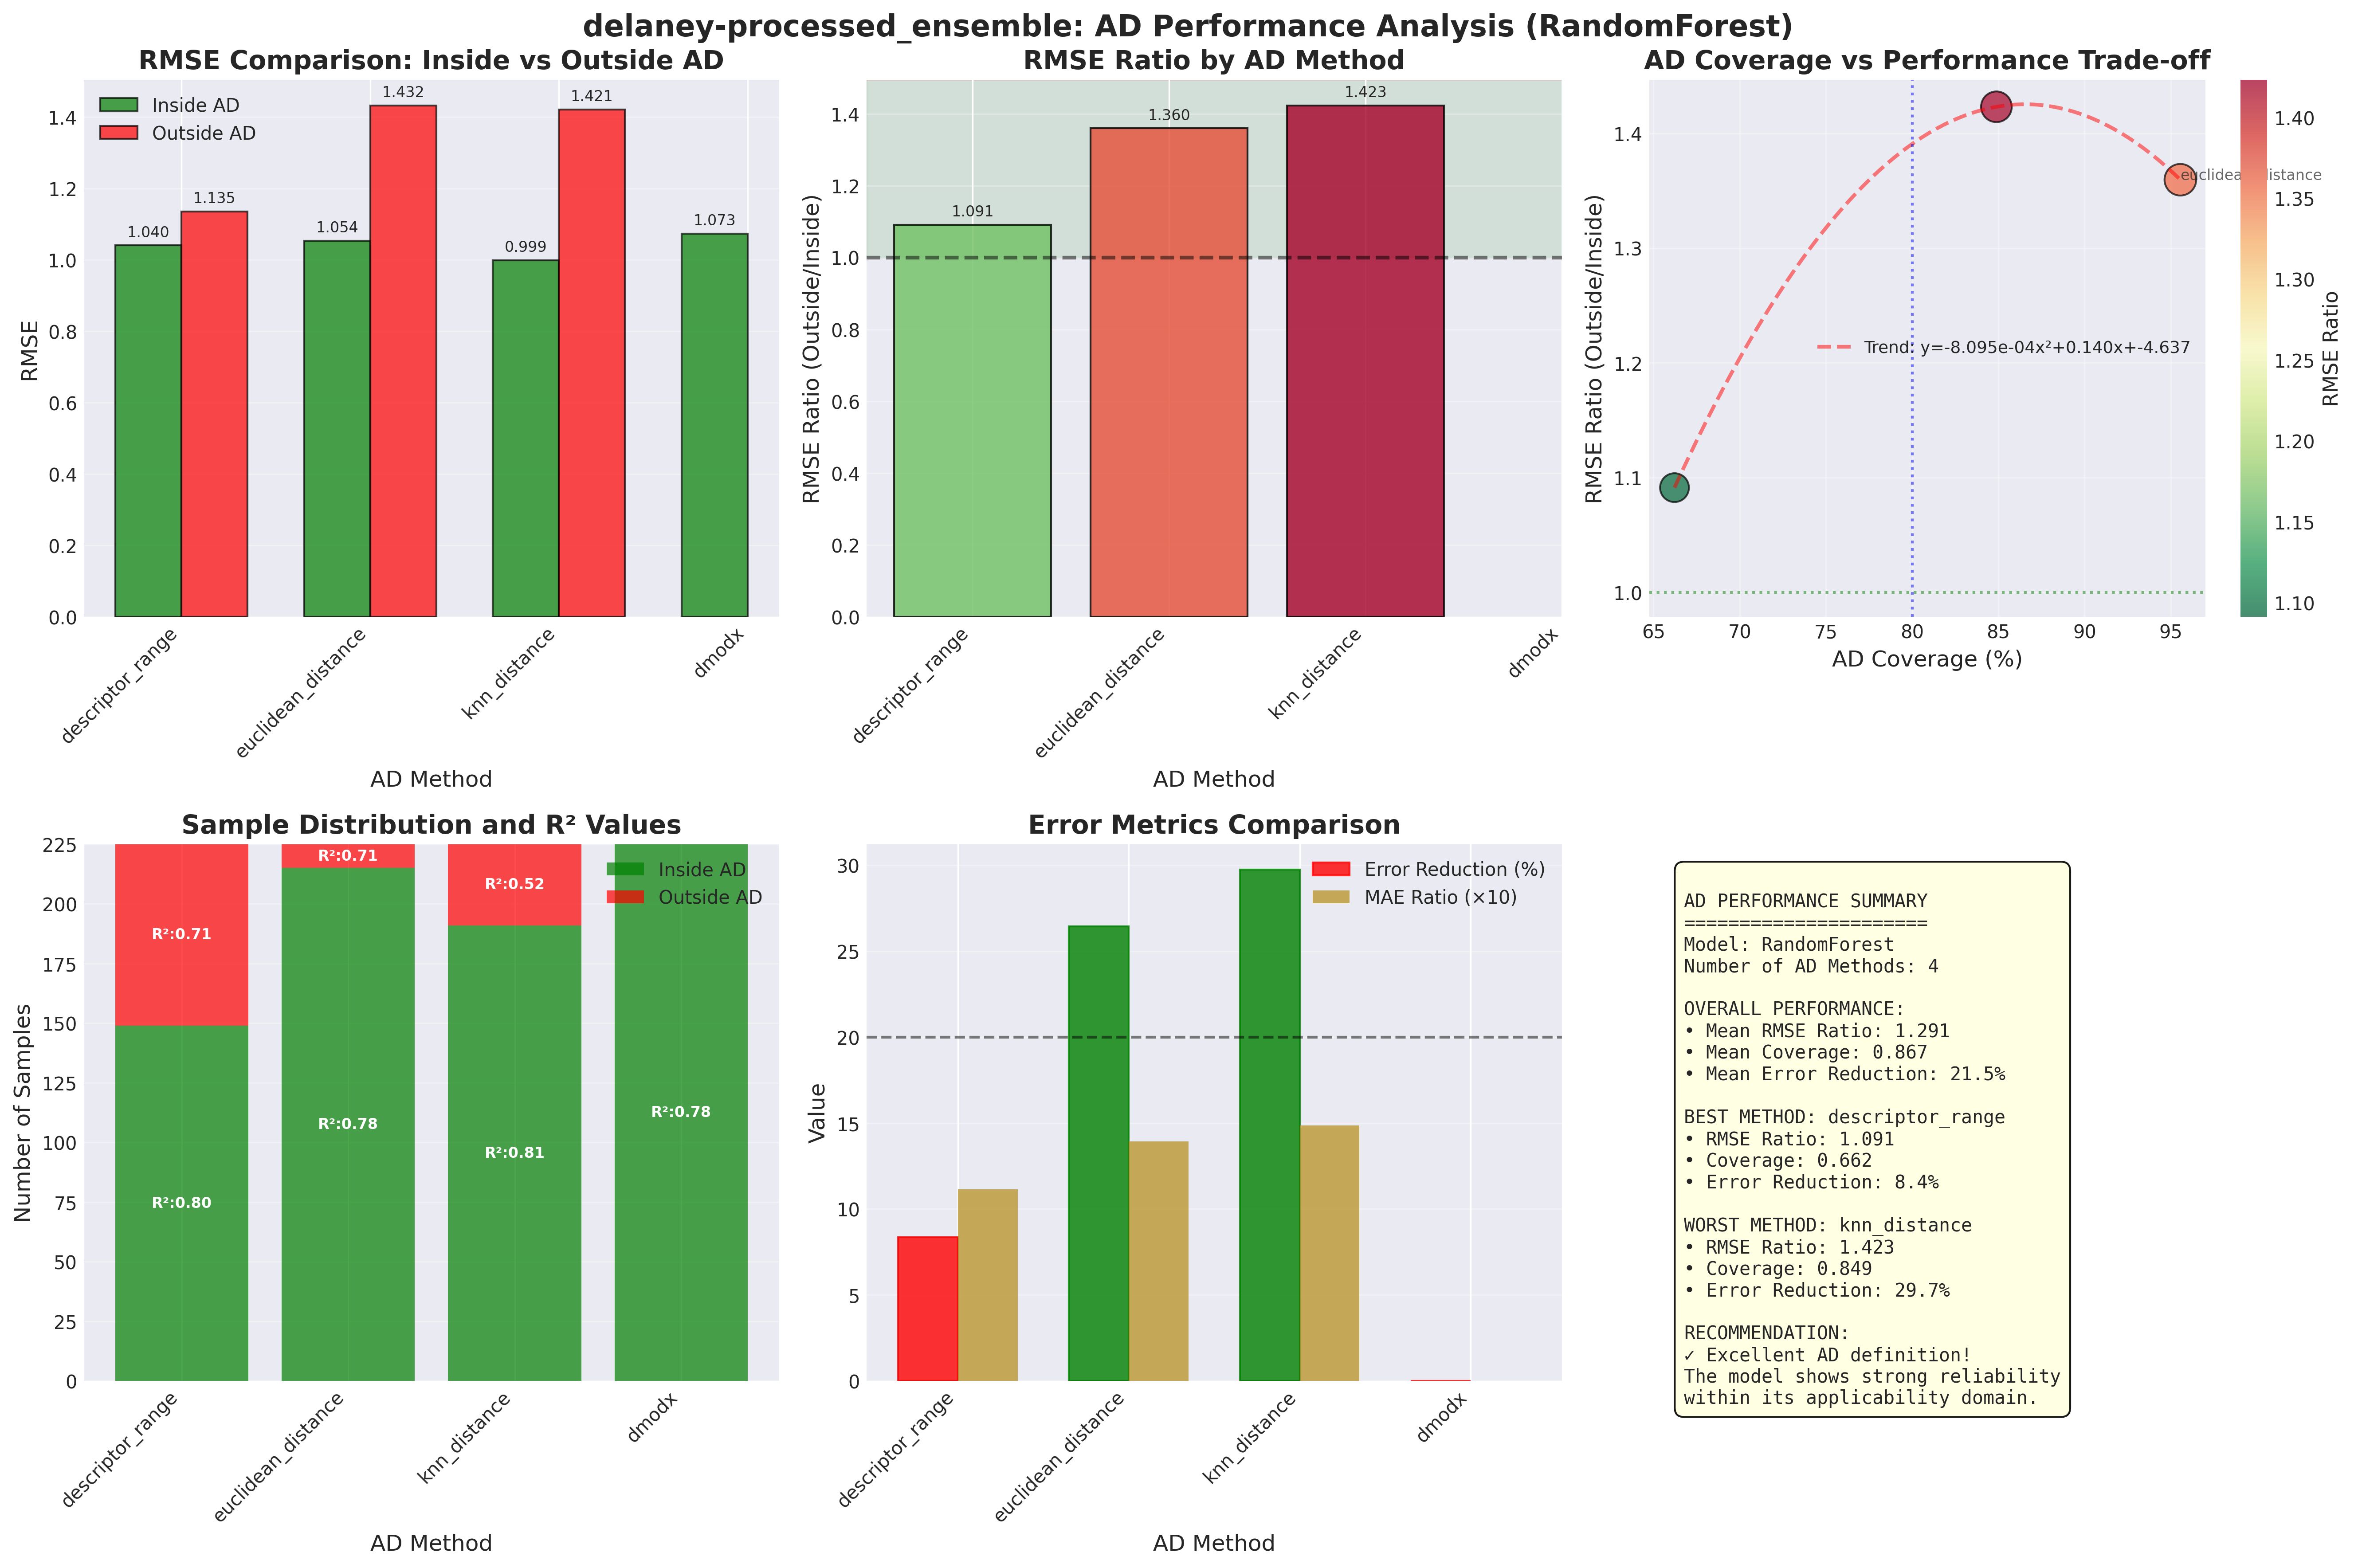 delaney-processed_ensemble: AD Performance Analysis (RandomForest)
RMSE Comparison: Inside vs Outside AD
Inside AD
Outside AD
1.040
1.135
1.054
1.432
0.999
1.421
1.073
RMSE
1.4
1.2
1.0
0.8
0.6
0.4
0.2
0.0
descriptor_range
euclidean_distance
knn_distance
dmodx
AD Method
RMSE Ratio by AD Method
1.091
1.360
1.423
RMSE Ratio (Outside/Inside)
1.4
1.2
1.0
0.8
0.6
0.4
0.2
0.0
descriptor_range
euclidean_distance
knn_distance
dmodx
AD Method
AD Coverage vs Performance Trade-off
RMSE Ratio (Outside/Inside)
1.4
1.3
1.2
1.1
1.0
euclidean_distance
Trend: y=-8.095e-04x²+0.140x+-4.637
65
70
75
80
85
90
95
AD Coverage (%)
1.40
1.35
1.30
1.25
1.20
1.15
1.10
RMSE Ratio
Sample Distribution and R² Values
Inside AD
Outside AD
R²:0.71
R²:0.80
R²:0.71
R²:0.78
R²:0.52
R²:0.81
R²:0.78
Number of Samples
225
200
175
150
125
100
75
50
25
0
descriptor_range
euclidean_distance
knn_distance
dmodx
AD Method
Error Metrics Comparison
Error Reduction (%)
MAE Ratio (×10)
Value
30
25
20
15
10
5
0
descriptor_range
euclidean_distance
knn_distance
dmodx
AD Method
AD PERFORMANCE SUMMARY
======================
Model: RandomForest
Number of AD Methods: 4
OVERALL PERFORMANCE:
• Mean RMSE Ratio: 1.291
• Mean Coverage: 0.867
• Mean Error Reduction: 21.5%
BEST METHOD: descriptor_range
• RMSE Ratio: 1.091
• Coverage: 0.662
• Error Reduction: 8.4%
WORST METHOD: knn_distance
• RMSE Ratio: 1.423
• Coverage: 0.849
• Error Reduction: 29.7%
RECOMMENDATION:
✓ Excellent AD definition!
The model shows strong reliability
within its applicability domain.